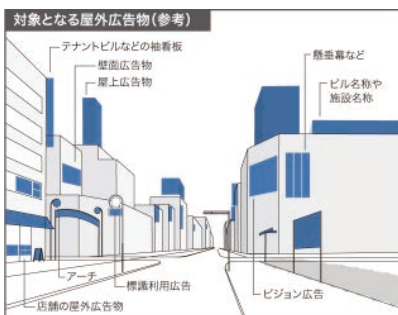 対象となる屋外広告物(参考)
テナントビルなどの袖看板
壁面広告物
屋上広告物
懸垂幕など
ビル名称や
施設名称
アーチ
標識利用広告
店舗の屋外広告物
ビジョン広告